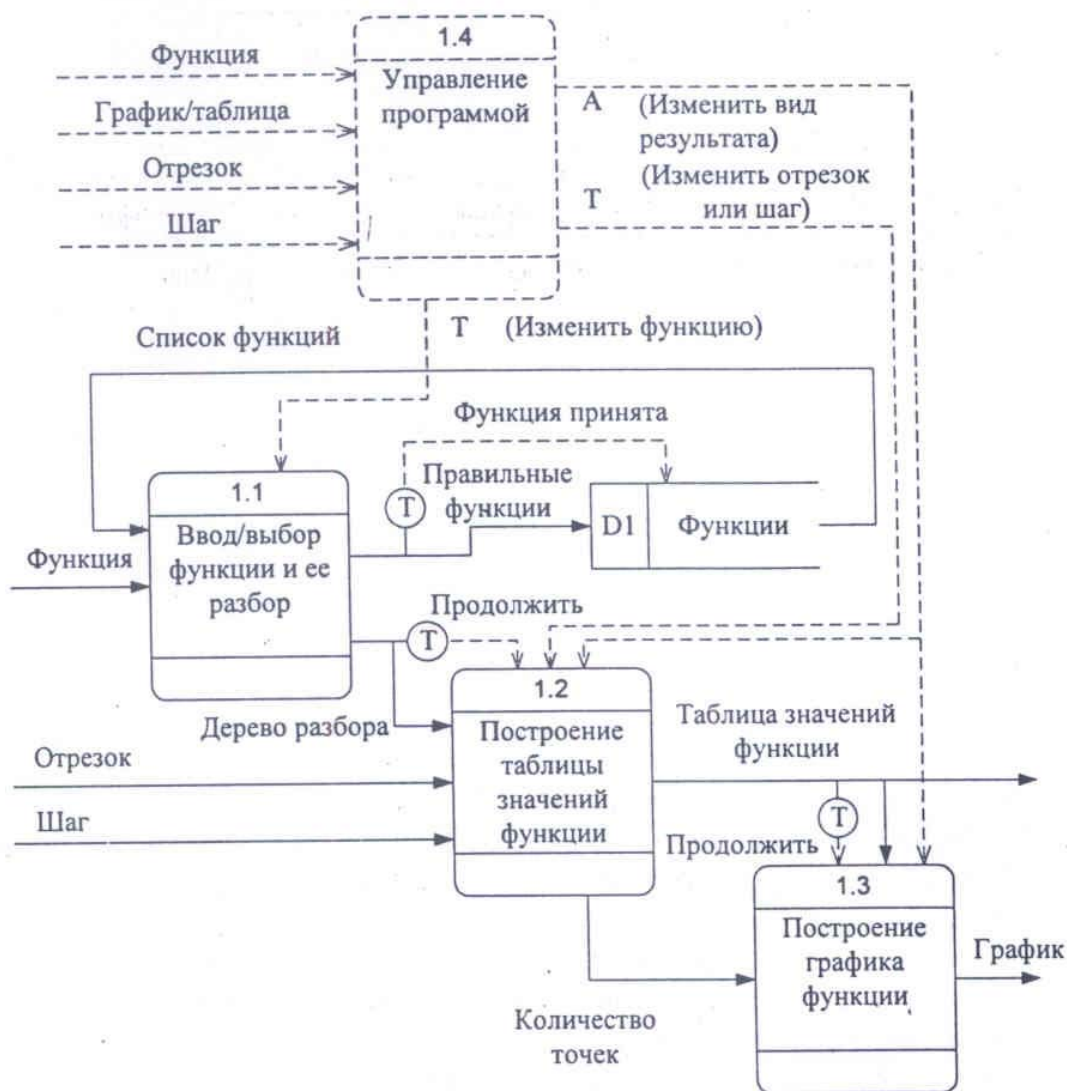 1.4
Управление
программой
Функция
График/таблица
Отрезок
Шаг
А (Изменить вид
результата)
Т (Изменить отрезок
или шаг)
Т (Изменить функцию)
Список функций
Функция принята
Т
Правильные
функции
1.1
Ввод/выбор
функции и ее
разбор
D1 Функции
Функция
Продолжить
Т
1.2
Построение
таблицы
значений
функции
Дерево разбора
Отрезок
Шаг
Таблица значений
функции
Т
Продолжить
1.3
Построение
графика
функции
График
Количество
точек